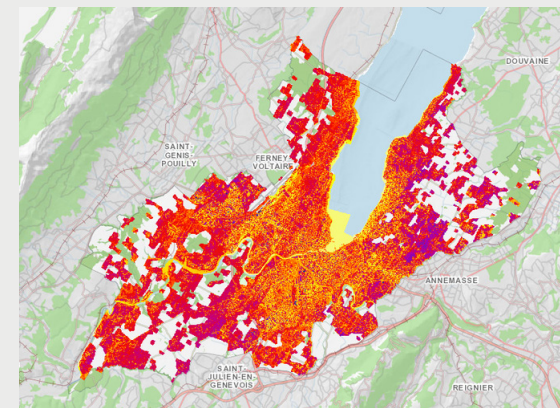 DOUVAINE
SAINT-
GENIS-
POUILLY
FERNEY
VOLTAIRE
ANNEMASSE
SAINT
JULIEN-EN-
GENEVOIS
REIGNIER